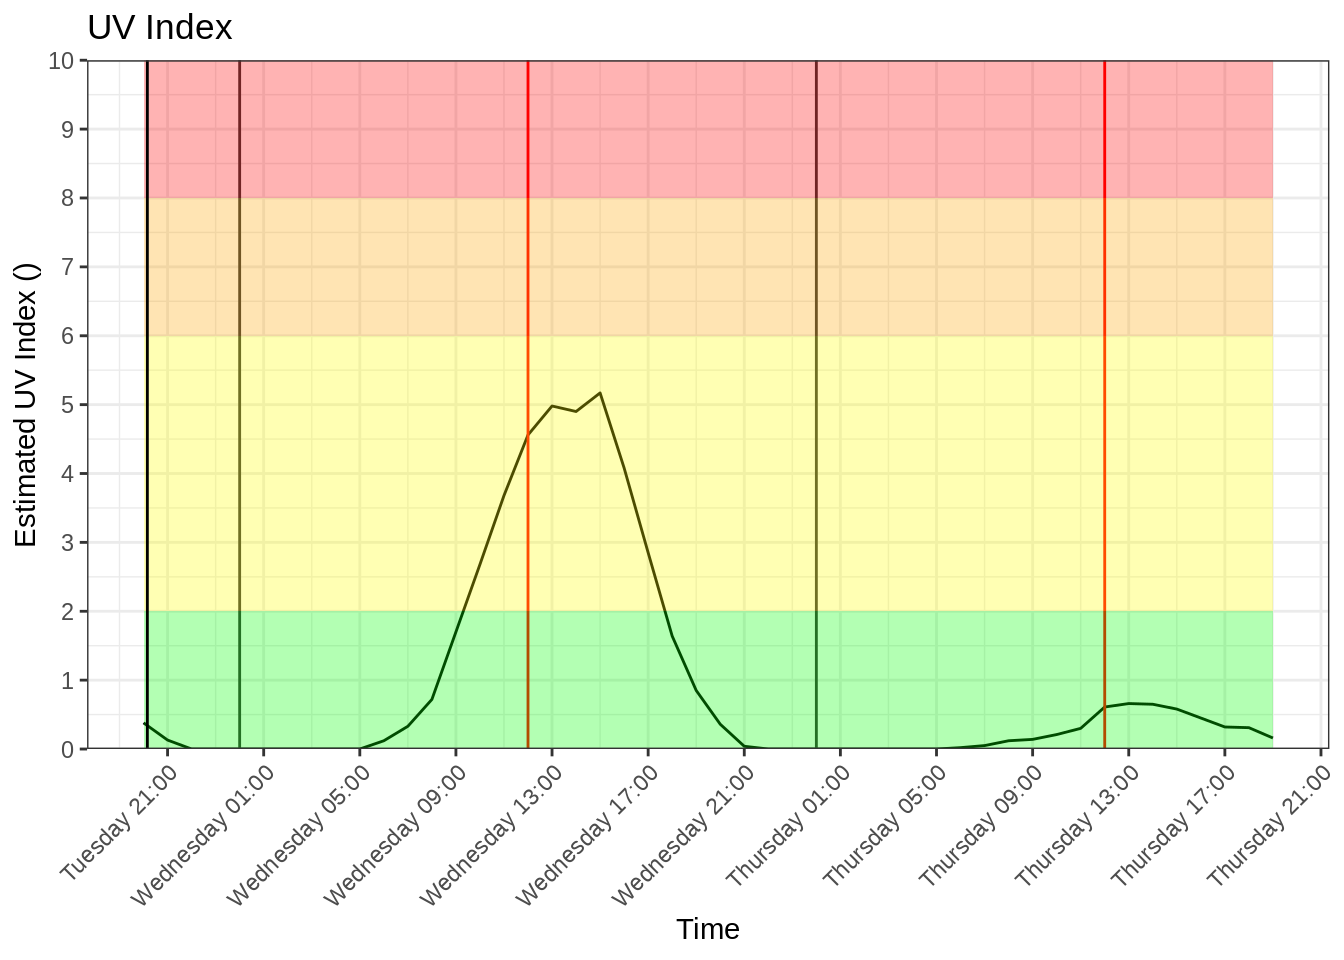 UV Index
Estimated UV Index ()
10
9
8
7
6
5
4
3
2
1
0
Tuesday 21:00
Wednesday 01:00
Wednesday 05:00
Wednesday 09:00
Wednesday 13:00
Wednesday 17:00
Wednesday 21:00
Thursday 01:00
Thursday 05:00
Thursday 09:00
Thursday 13:00
Thursday 17:00
Thursday 21:00
Time